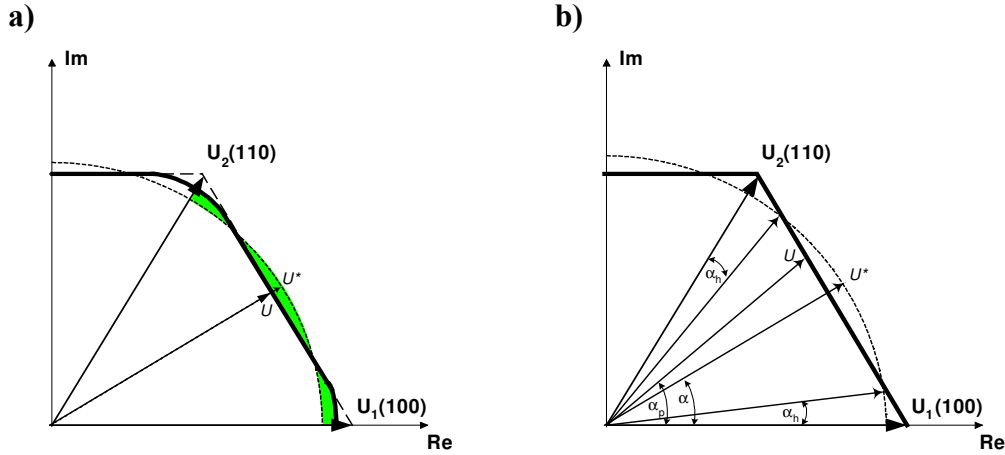 a)
Im
U2(110)
U*
U
U1(100)
Re
b)
Im
U2(110)
U
U*
αh
αp
α
αh
U1(100)
Re